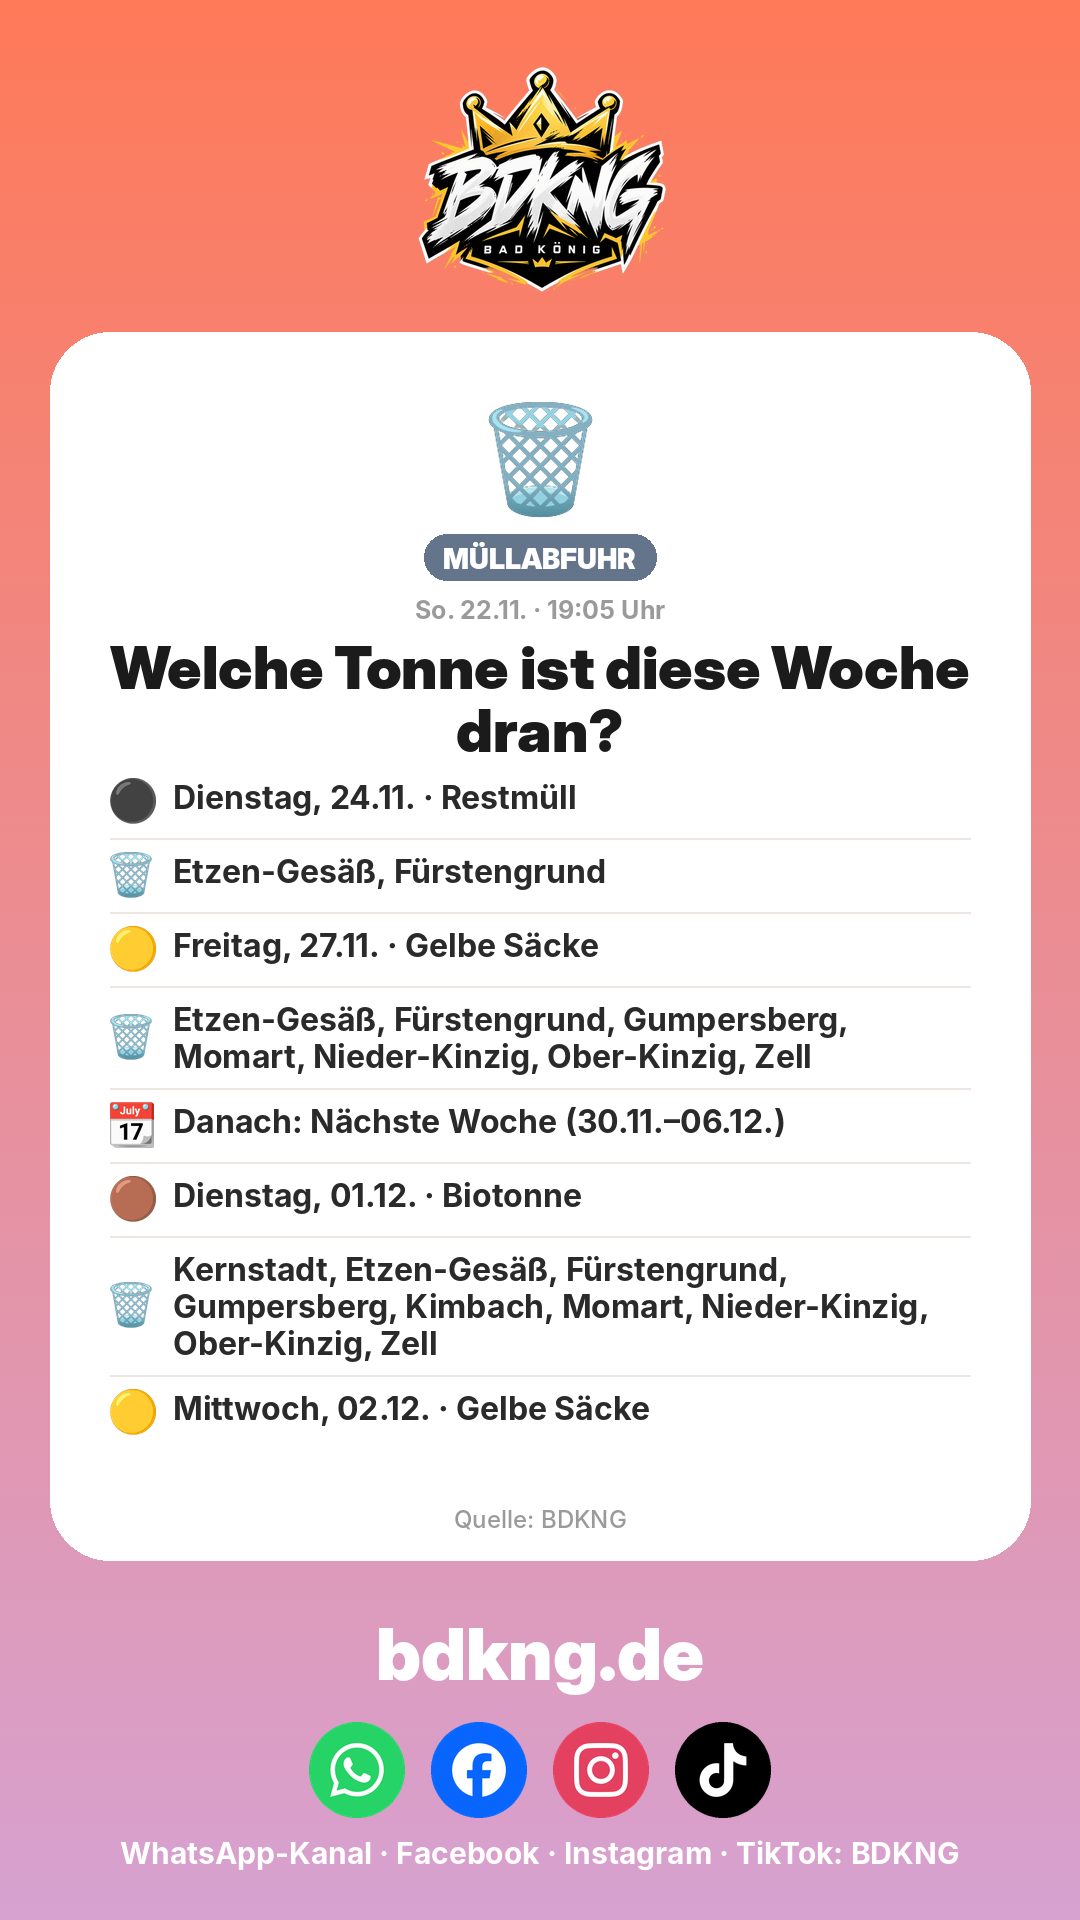 BDKNG
BAD KÖNIG
MÜLLABFUHR
So. 22.11. · 19:05 Uhr
Welche Tonne ist diese Woche
dran?
Dienstag, 24.11. · Restmüll
Etzen-Gesäß, Fürstengrund
Freitag, 27.11. · Gelbe Säcke
Etzen-Gesäß, Fürstengrund, Gumpersberg,
Momart, Nieder-Kinzig, Ober-Kinzig, Zell
July
17
Danach: Nächste Woche (30.11.–06.12.)
Dienstag, 01.12. · Biotonne
Kernstadt, Etzen-Gesäß, Fürstengrund,
Gumpersberg, Kimbach, Momart, Nieder-Kinzig,
Ober-Kinzig, Zell
Mittwoch, 02.12. · Gelbe Säcke
Quelle: BDKNG
bdkng.de
WhatsApp-Kanal · Facebook · Instagram · TikTok: BDKNG